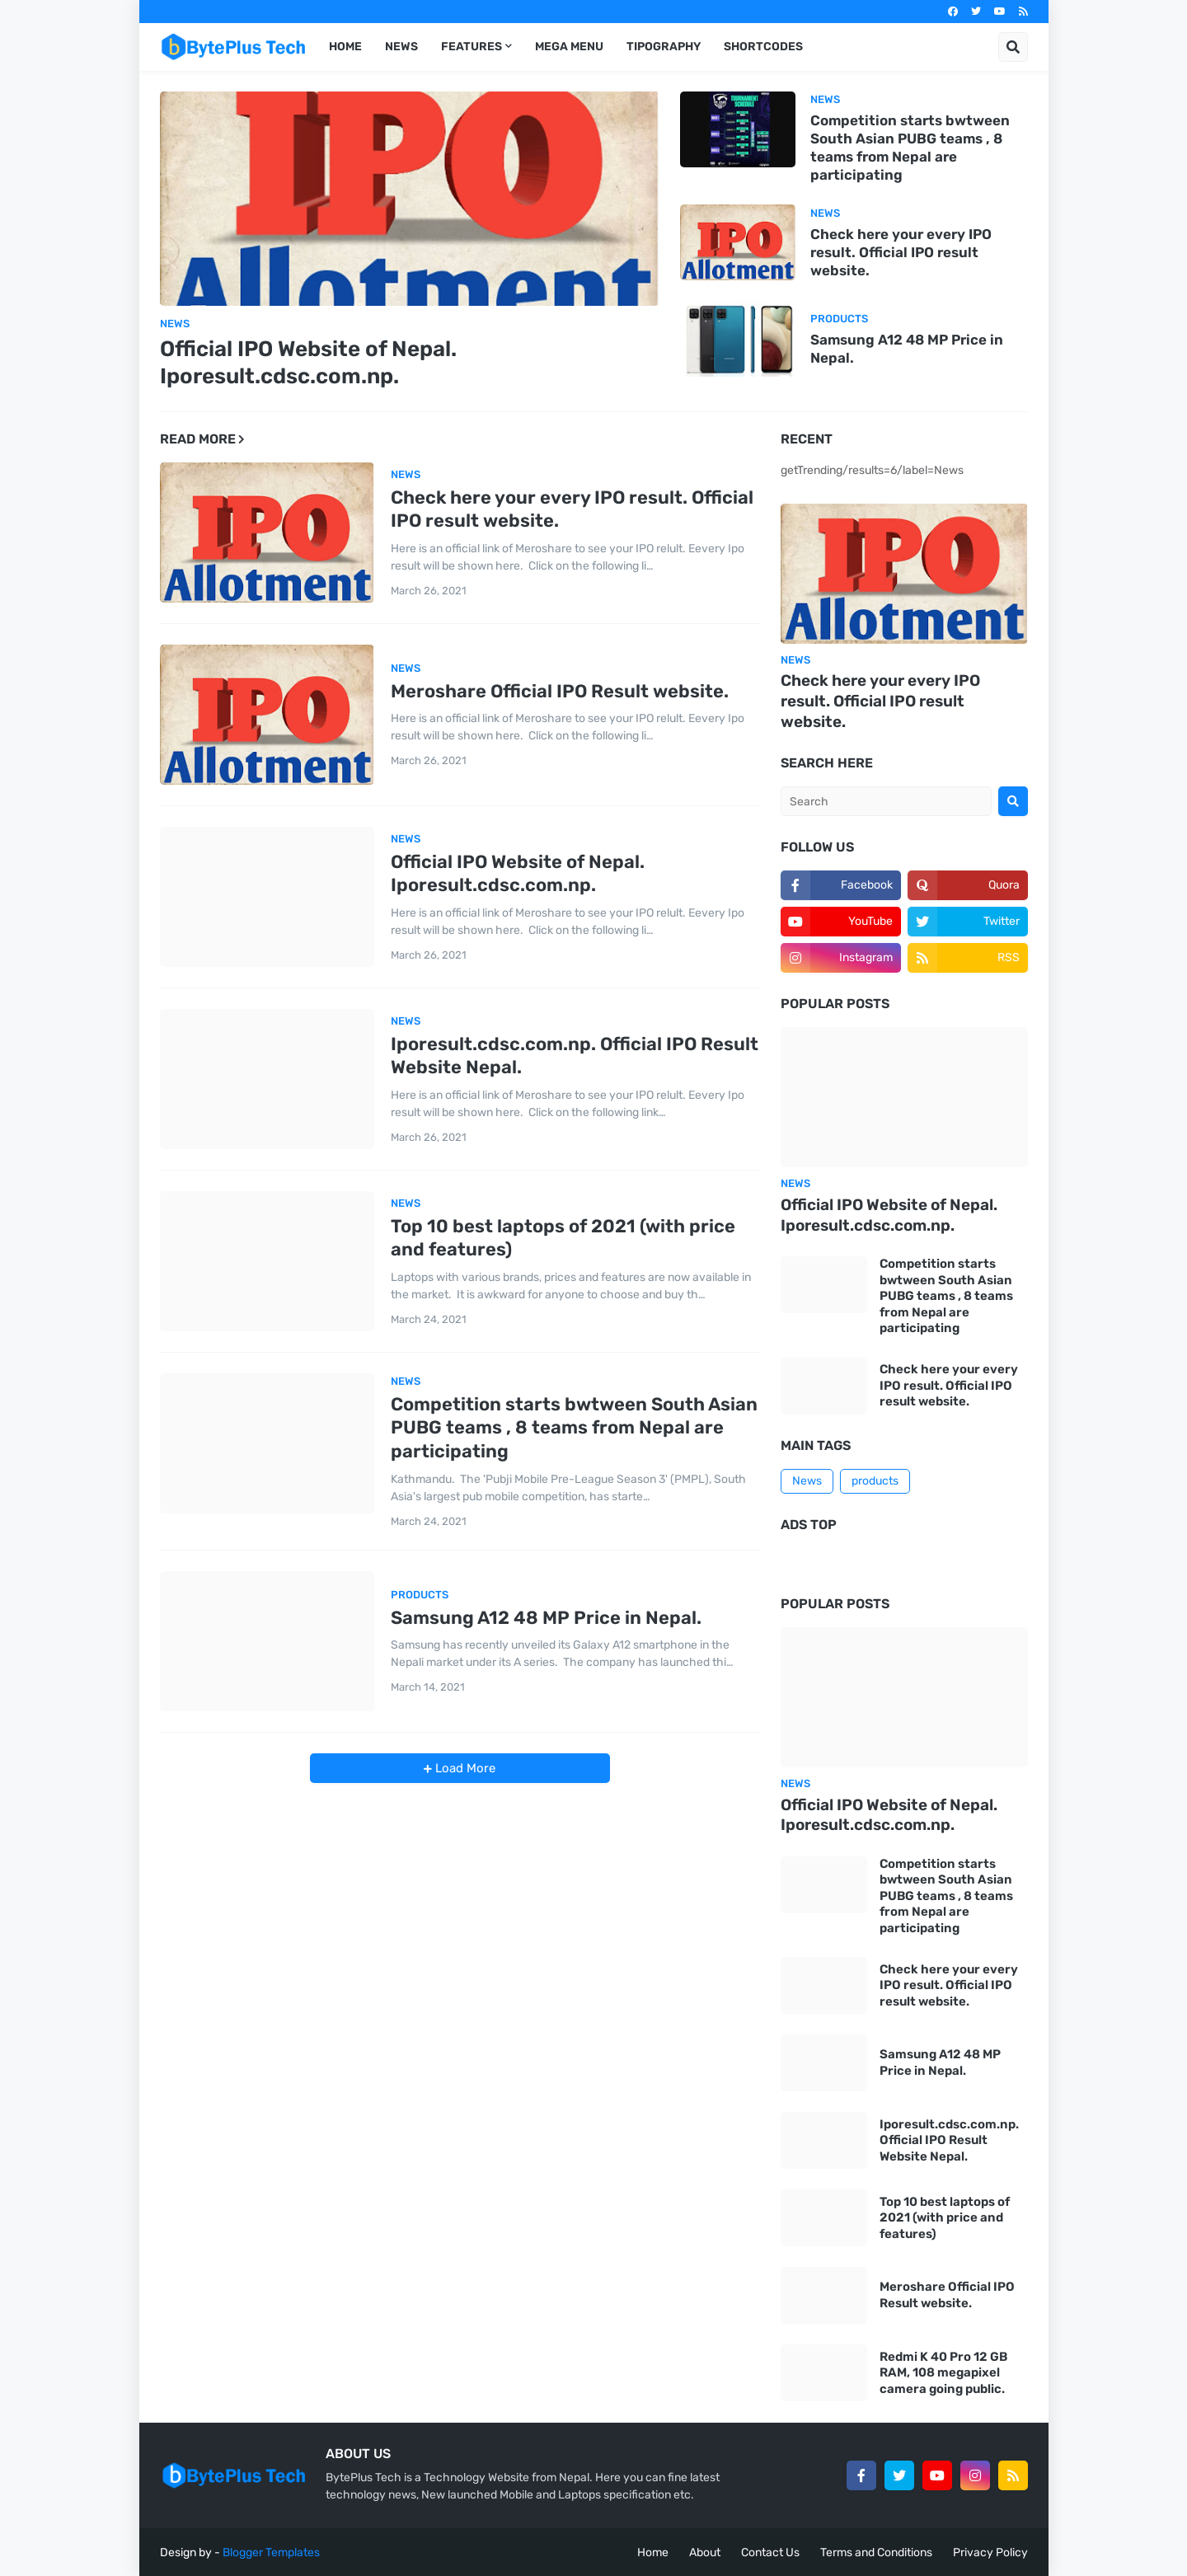 BytePlus Tech
HOME
NEWS
FEATURES
MEGA MENU
TIPOGRAPHY
SHORTCODES
IPO
Allotment
NEWS
Official IPO Website of Nepal.
Iporesult.cdsc.com.np.
TOURNAMENT
SCHEDULE
NEWS
Competition starts bwtween
South Asian PUBG teams , 8
teams from Nepal are
participating
IPO
Allotment
NEWS
Check here your every IPO
result. Official IPO result
website.
PRODUCTS
Samsung A12 48 MP Price in
Nepal.
READ MORE
IPO
Allotment
NEWS
Check here your every IPO result. Official
IPO result website.
Here is an official link of Meroshare to see your IPO relult. Eevery Ipo
result will be shown here.  Click on the following li…
March 26, 2021
IPO
Allotment
NEWS
Meroshare Official IPO Result website.
Here is an official link of Meroshare to see your IPO relult. Eevery Ipo
result will be shown here.  Click on the following li…
March 26, 2021
NEWS
Official IPO Website of Nepal.
Iporesult.cdsc.com.np.
Here is an official link of Meroshare to see your IPO relult. Eevery Ipo
result will be shown here.  Click on the following li…
March 26, 2021
NEWS
Iporesult.cdsc.com.np. Official IPO Result
Website Nepal.
Here is an official link of Meroshare to see your IPO relult. Eevery Ipo
result will be shown here.  Click on the following link…
March 26, 2021
NEWS
Top 10 best laptops of 2021 (with price
and features)
Laptops with various brands, prices and features are now available in
the market.  It is awkward for anyone to choose and buy th…
March 24, 2021
NEWS
Competition starts bwtween South Asian
PUBG teams , 8 teams from Nepal are
participating
Kathmandu.  The 'Pubji Mobile Pre-League Season 3' (PMPL), South
Asia's largest pub mobile competition, has starte…
March 24, 2021
PRODUCTS
Samsung A12 48 MP Price in Nepal.
Samsung has recently unveiled its Galaxy A12 smartphone in the
Nepali market under its A series.  The company has launched thi…
March 14, 2021
+ Load More
RECENT
getTrending/results=6/label=News
IPO
Allotment
NEWS
Check here your every IPO
result. Official IPO result
website.
SEARCH HERE
Search
FOLLOW US
Facebook
Quora
YouTube
Twitter
Instagram
RSS
POPULAR POSTS
NEWS
Official IPO Website of Nepal.
Iporesult.cdsc.com.np.
Competition starts
bwtween South Asian
PUBG teams , 8 teams
from Nepal are
participating
Check here your every
IPO result. Official IPO
result website.
MAIN TAGS
News
products
ADS TOP
POPULAR POSTS
NEWS
Official IPO Website of Nepal.
Iporesult.cdsc.com.np.
Competition starts
bwtween South Asian
PUBG teams , 8 teams
from Nepal are
participating
Check here your every
IPO result. Official IPO
result website.
Samsung A12 48 MP
Price in Nepal.
Iporesult.cdsc.com.np.
Official IPO Result
Website Nepal.
Top 10 best laptops of
2021 (with price and
features)
Meroshare Official IPO
Result website.
Redmi K 40 Pro 12 GB
RAM, 108 megapixel
camera going public.
BytePlus Tech
ABOUT US
BytePlus Tech is a Technology Website from Nepal. Here you can fine latest
technology news, New launched Mobile and Laptops specification etc.
Design by - Blogger Templates
Home
About
Contact Us
Terms and Conditions
Privacy Policy